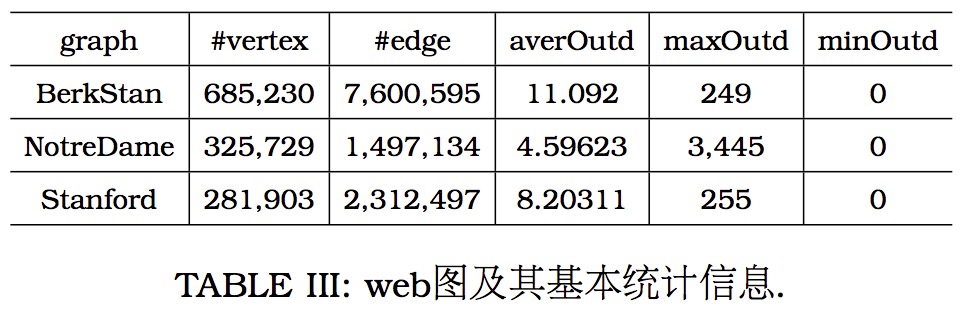 graph #vertex #edge averOutd maxOutd minOutd
BerkStan 685,230 7,600,595 11.092 249 0
NotreDame 325,729 1,497,134 4.59623 3,445 0
Stanford 281,903 2,312,497 8.20311 255 0
TABLE III: web图及其基本统计信息.